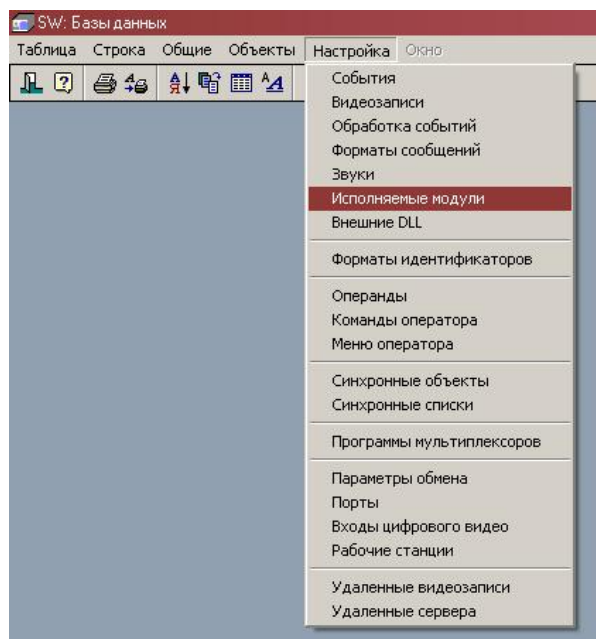 SW: Базы данных
Таблица Строка Общие Объекты Настройка Окно
События
Видеозаписи
Обработка событий
Форматы сообщений
Звуки
Исполняемые модули
Внешние DLL
Форматы идентификаторов
Операнды
Команды оператора
Меню оператора
Синхронные объекты
Синхронные списки
Программы мультиплексоров
Параметры обмена
Порты
Входы цифрового видео
Рабочие станции
Удаленные видеозаписи
Удаленные сервера